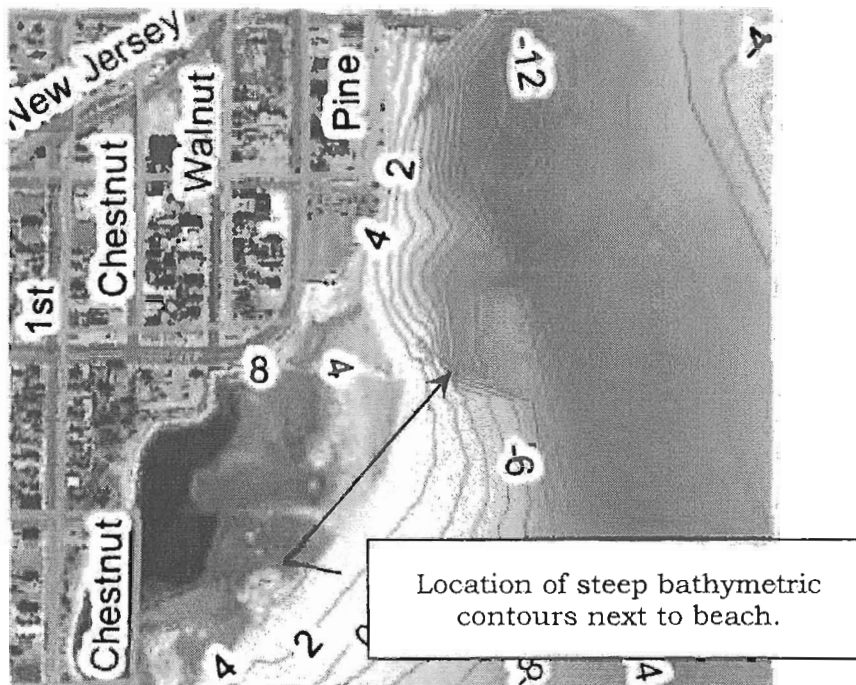 New Jersey
Walnut
Pine
-12
4
2
Chestnut
4
1st
8
4
-6
Chestnut
Location of steep bathymetric
contours next to beach.
4
2
4